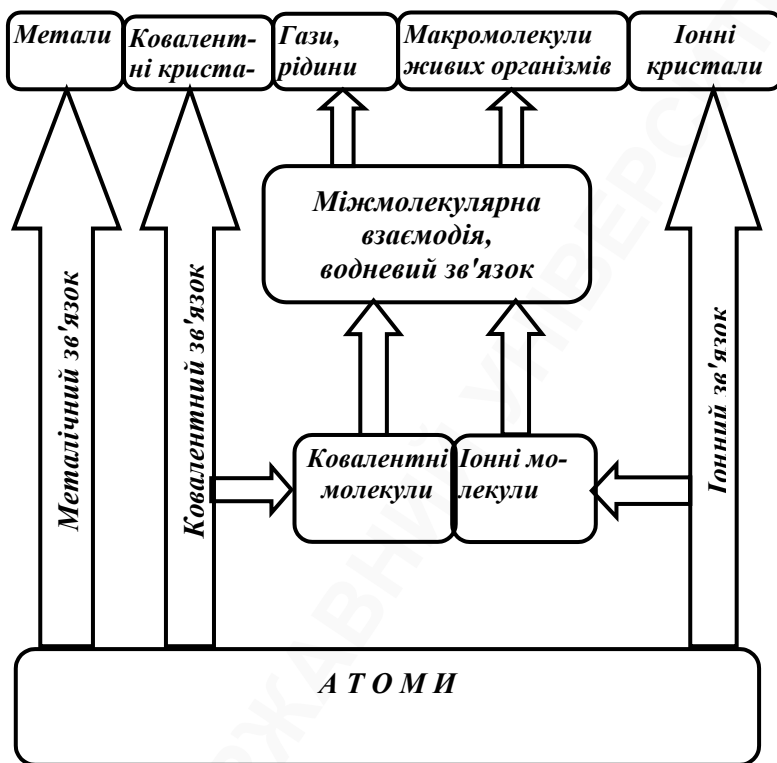 Метали
Ковалент-
ні криста-
Гази,
рідини
Макромолекули
живих організмів
Іонні
кристали
Міжмолекулярна
взаємодія,
водневий зв'язок
Металічний зв'язок
Ковалентний зв'язок
Іонний зв'язок
Ковалентні
молекули
Іонні мо-
лекули
А Т О М И